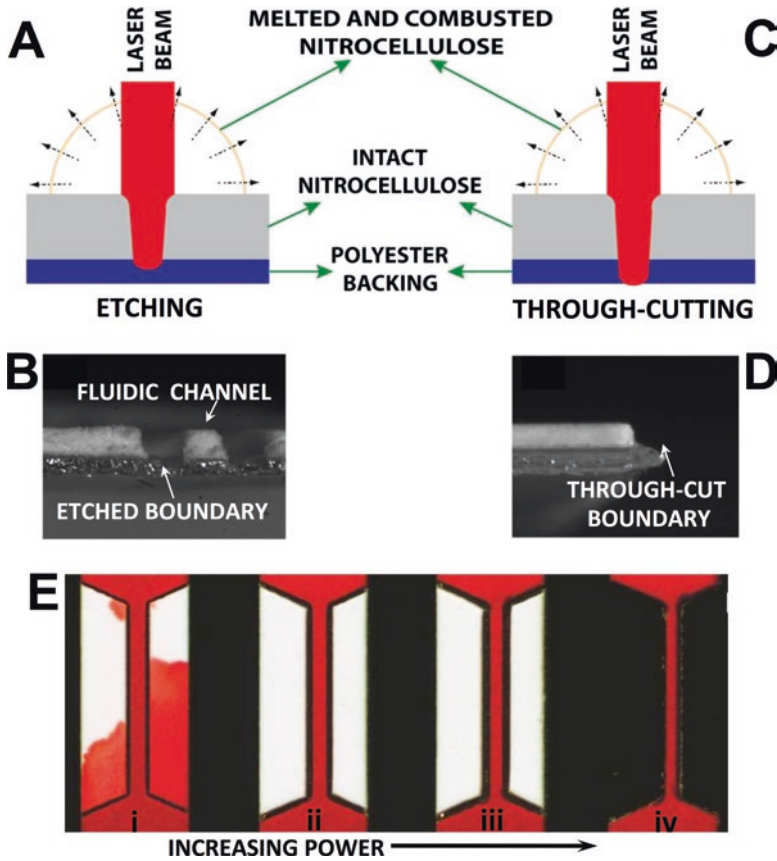 A
LASER
BEAM
MELTED AND COMBUSTED
NITROCELLULOSE
LASER
BEAM
C
INTACT
NITROCELLULOSE
POLYESTER
BACKING
ETCHING
THROUGH-CUTTING
B
FLUIDIC CHANNEL
ETCHED BOUNDARY
D
THROUGH-CUT
BOUNDARY
E
i
ii
iii
iv
INCREASING POWER